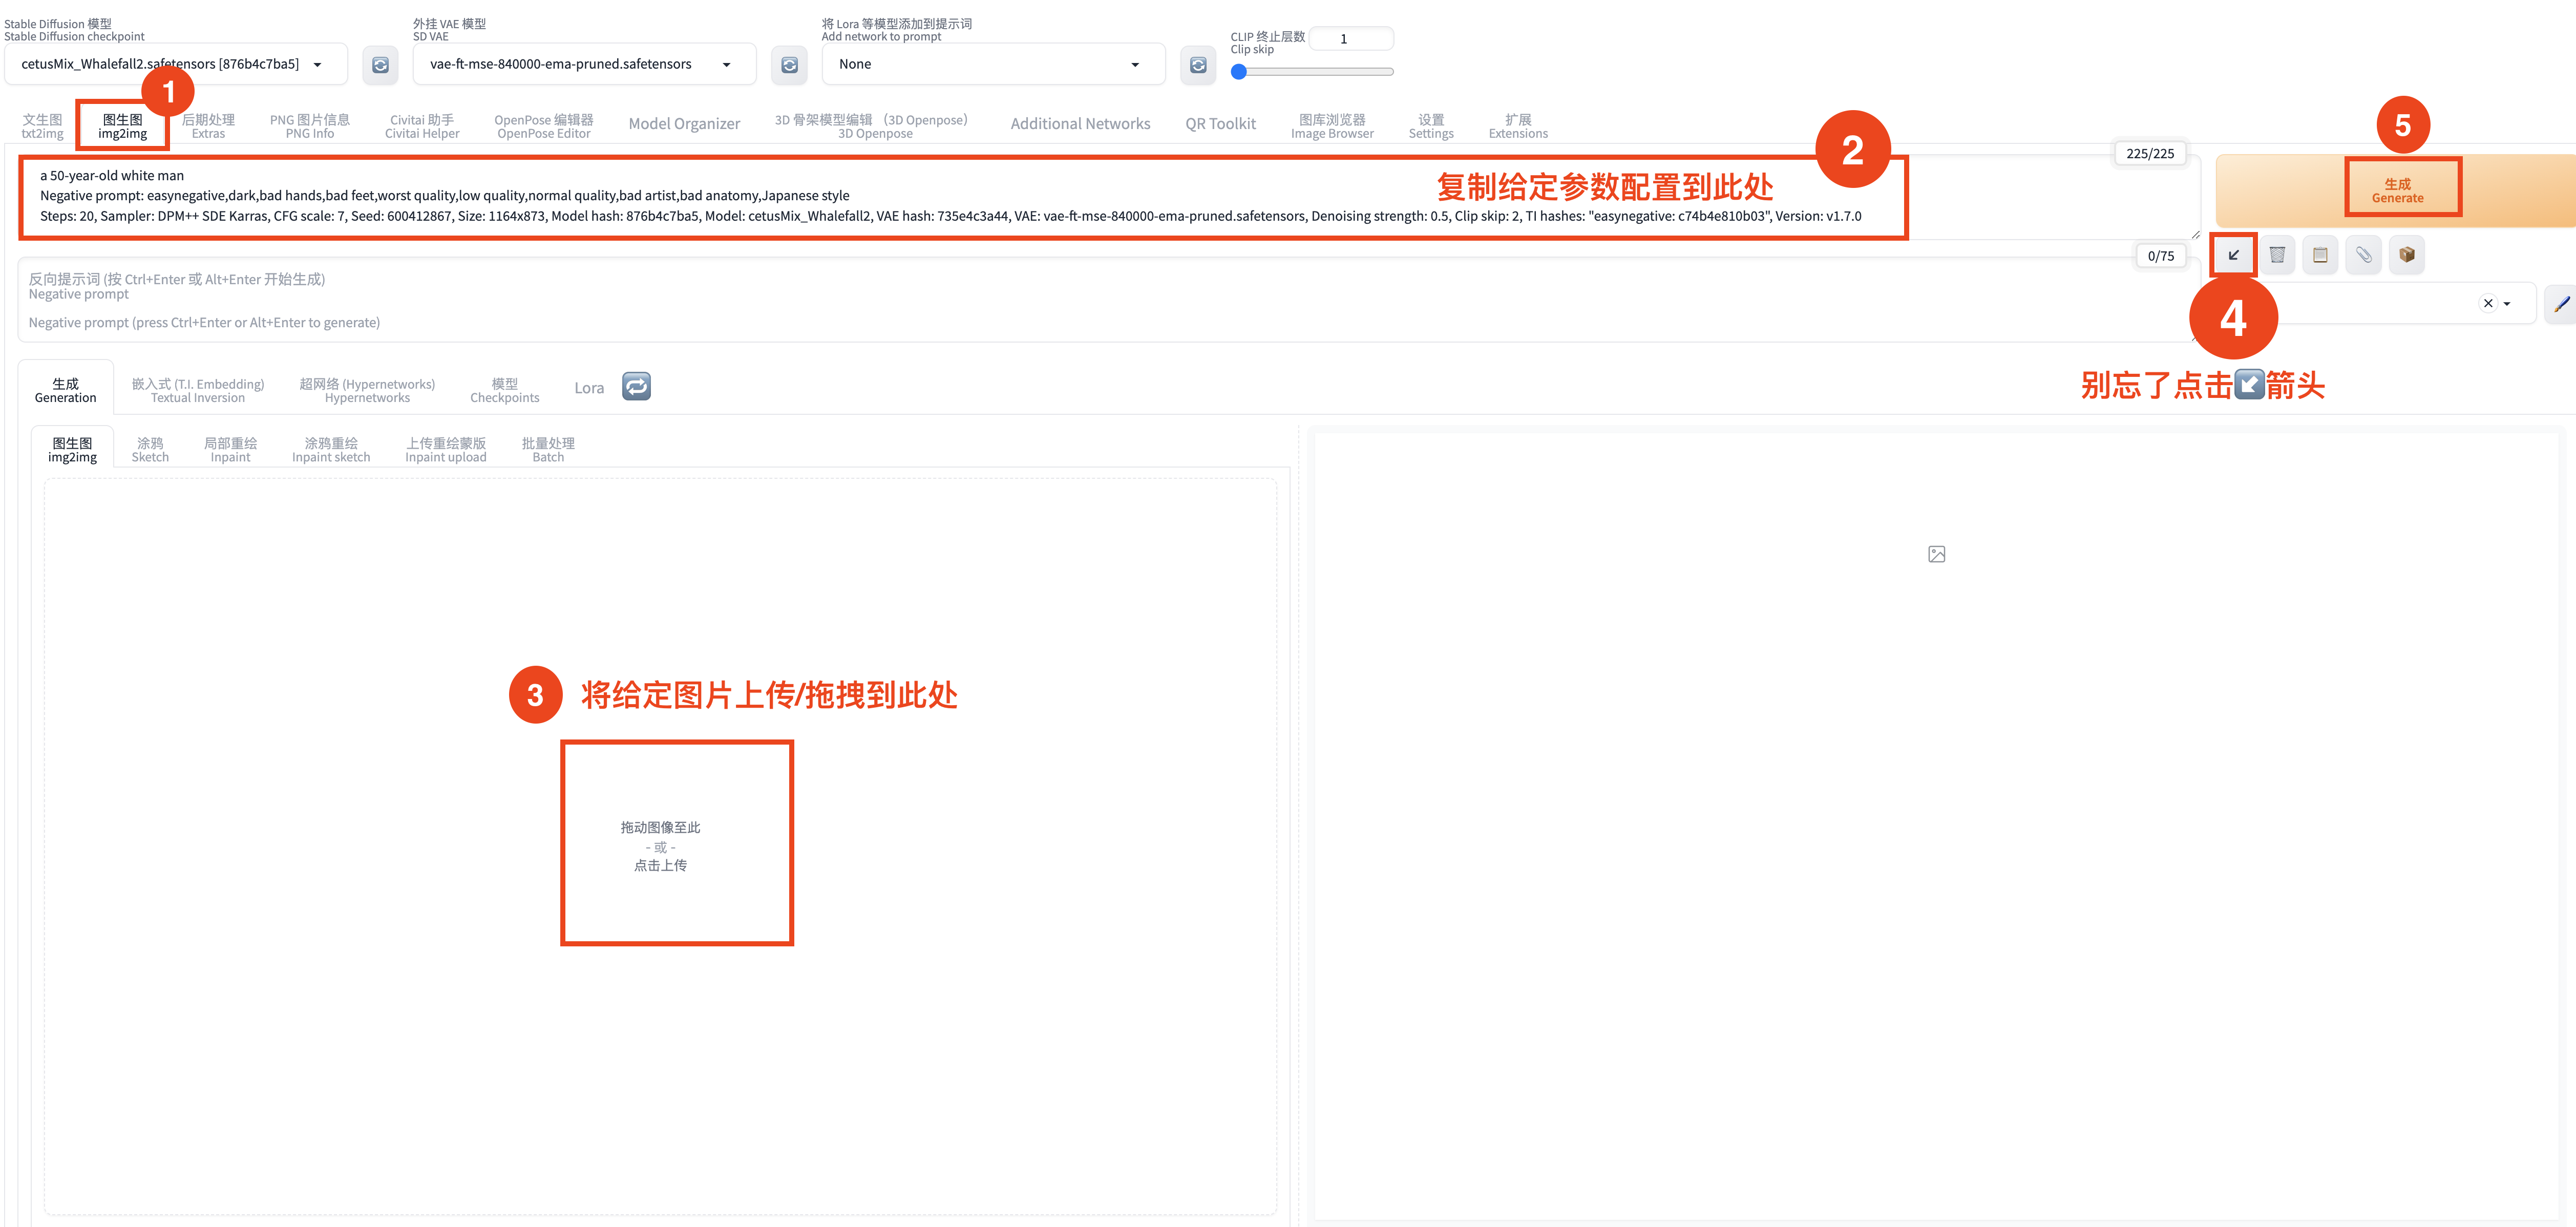 Stable Diffusion 模型
Stable Diffusion checkpoint
cetusMix_Whalefall2.safetensors [876b4c7ba5]
外挂 VAE 模型
SD VAE
vae-ft-mse-840000-ema-pruned.safetensors
将 Lora 等模型添加到提示词
Add network to prompt
None
CLIP 终止层数
Clip skip
1
1
文生图
txt2img
图生图
img2img
后期处理
Extras
PNG 图片信息
PNG Info
Civitai 助手
Civitai Helper
OpenPose 编辑器
OpenPose Editor
Model Organizer
3D 骨架模型编辑 （3D Openpose）
3D Openpose
Additional Networks
QR Toolkit
图库浏览器
Image Browser
设置
Settings
扩展
Extensions
2
5
225/225
a 50-year-old white man
Negative prompt: easynegative,dark,bad hands,bad feet,worst quality,low quality,normal quality,bad artist,bad anatomy,Japanese style
Steps: 20, Sampler: DPM++ SDE Karras, CFG scale: 7, Seed: 600412867, Size: 1164x873, Model hash: 876b4c7ba5, Model: cetusMix_Whalefall2, VAE hash: 735e4c3a44, VAE: vae-ft-mse-840000-ema-pruned.safetensors, Denoising strength: 0.5, Clip skip: 2, TI hashes: "easynegative: c74b4e810b03", Version: v1.7.0
复制给定参数配置到此处
生成
Generate
0/75
反向提示词 (按 Ctrl+Enter 或 Alt+Enter 开始生成)
Negative prompt
Negative prompt (press Ctrl+Enter or Alt+Enter to generate)
4
别忘了点击↙箭头
生成
Generation
嵌入式 (T.I. Embedding)
Textual Inversion
超网络 (Hypernetworks)
Hypernetworks
模型
Checkpoints
Lora
图生图
img2img
涂鸦
Sketch
局部重绘
Inpaint
涂鸦重绘
Inpaint sketch
上传重绘蒙版
Inpaint upload
批量处理
Batch
3
将给定图片上传/拖拽到此处
拖动图像至此
- 或 -
点击上传